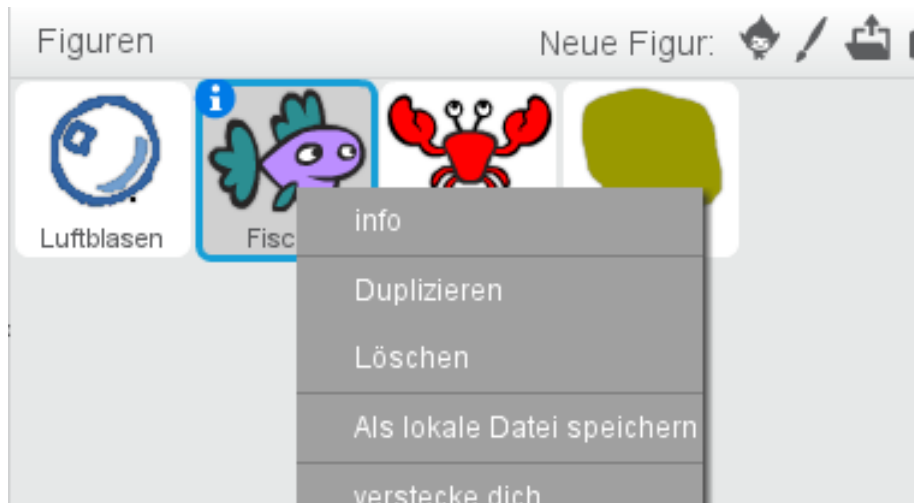 Figuren
Neue Figur:
Luftblasen
Fisc
info
Duplizieren
Löschen
Als lokale Datei speichern
verstecke dich